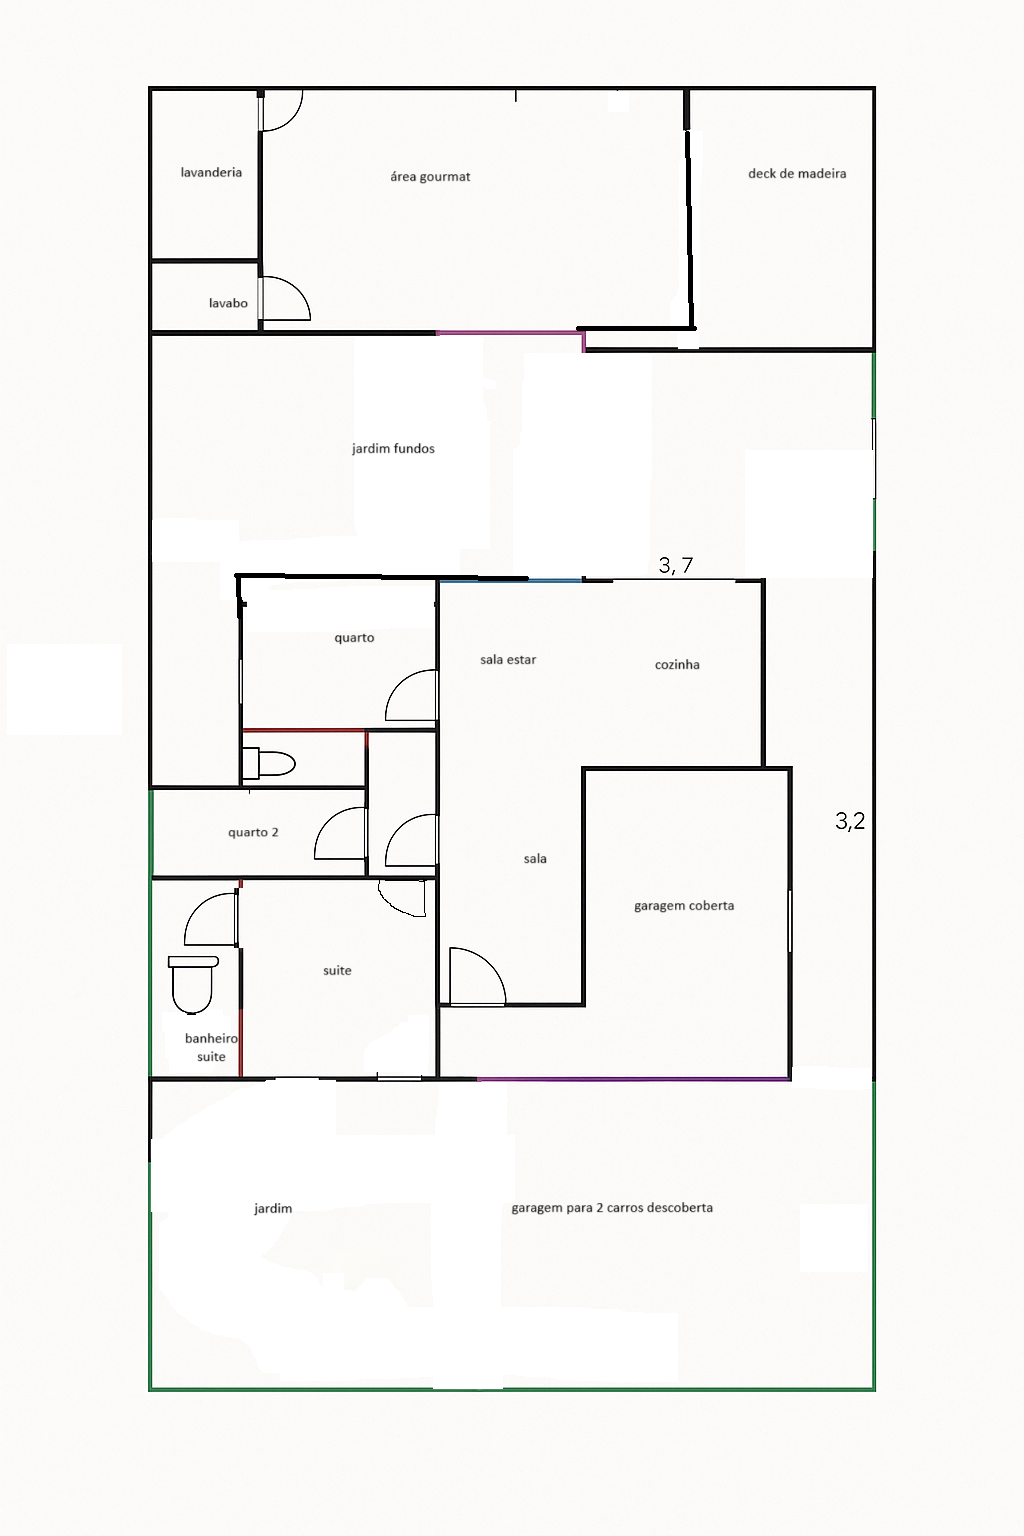 lavanderia
área gourmat
deck de madeira
lavabo
jardim fundos
3, 7
quarto
sala estar
cozinha
quarto 2
3,2
sala
garagem coberta
suite
banheiro
suite
jardim
garagem para 2 carros descoberta